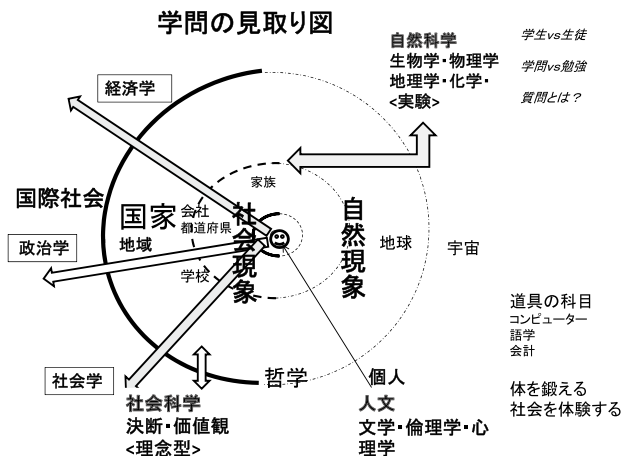 学問の見取り図
自然科学
生物学・物理学
地理学・化学・
<実験>
学生vs生徒
学問vs勉強
質問とは？
経済学
家族
国際社会
国家
会社
都道府県
地域
社会現象
自然現象
地球
宇宙
政治学
学校
道具の科目
コンピューター
語学
会計
社会学
哲学
個人
体を鍛える
社会を体験する
社会科学
決断・価値観
<理念型>
人文
文学・倫理学・心
理学